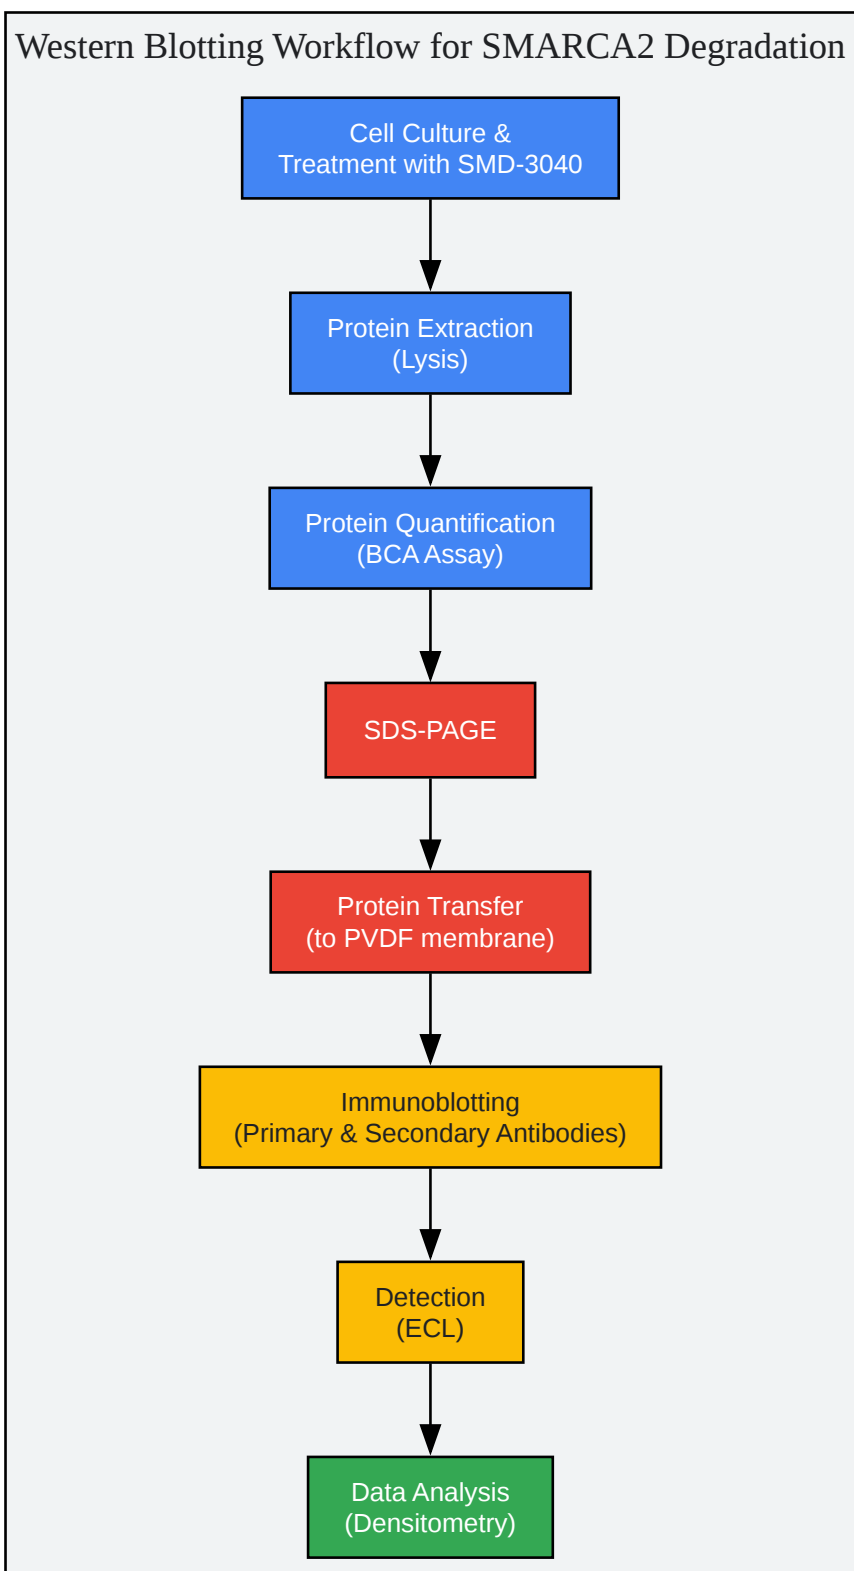 Western Blotting Workflow for SMARCA2 Degradation
Cell Culture &
Treatment with SMD-3040
Protein Extraction
(Lysis)
Protein Quantification
(BCA Assay)
SDS-PAGE
Protein Transfer
(to PVDF membrane)
Immunoblotting
(Primary & Secondary Antibodies)
Detection
(ECL)
Data Analysis
(Densitometry)